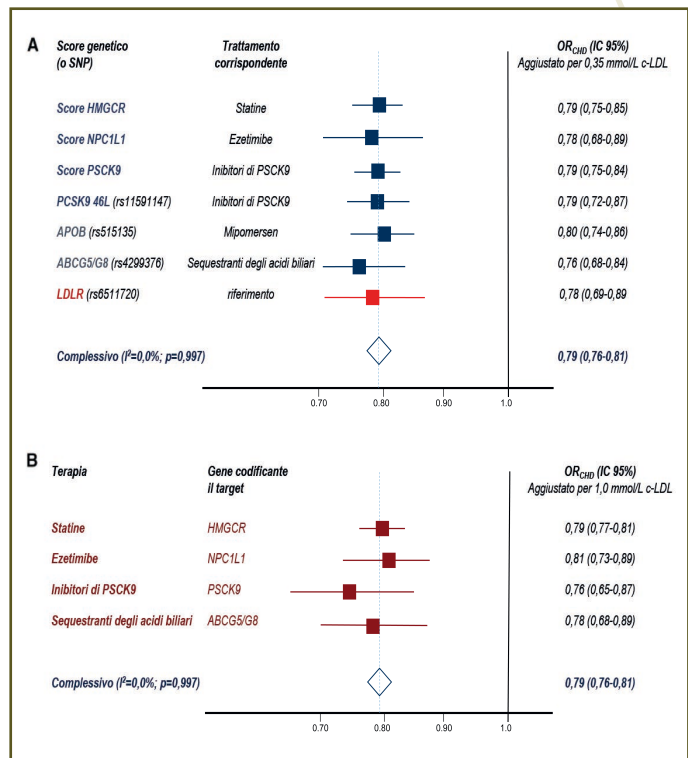 A
Score genetico
(o SNP)
Trattamento
corrispondente
OR CHD (IC 95%)
Aggiustato per 0,35 mmol/L c-LDL
Score HMGCR Statine 0,79 (0,75-0,85)
Score NPC1L1 Ezetimibe 0,78 (0,68-0,89)
Score PSCK9 Inibitori di PSCK9 0,79 (0,75-0,84)
PCSK9 46L (rs11591147) Inibitori di PSCK9 0,79 (0,72-0,87)
APOB (rs515135) Mipomersen 0,80 (0,74-0,86)
ABCG5/G8 (rs4299376) Sequestranti degli acidi biliari 0,76 (0,68-0,84)
LDLR (rs6511720) riferimento 0,78 (0,69-0,89
Complessivo (I²=0,0%; p=0,997) 0,79 (0,76-0,81)
0.70 0.80 0.90 1.0
B
Terapia
Gene codificante
il target
OR CHD (IC 95%)
Aggiustato per 1,0 mmol/L c-LDL
Statine HMGCR 0,79 (0,77-0,81)
Ezetimibe NPC1L1 0,81 (0,73-0,89)
Inibitori di PSCK9 PSCK9 0,76 (0,65-0,87)
Sequestranti degli acidi biliari ABCG5/G8 0,78 (0,68-0,89)
Complessivo (I²=0,0%; p=0,997) 0,79 (0,76-0,81)
0.70 0.80 0.90 1.0